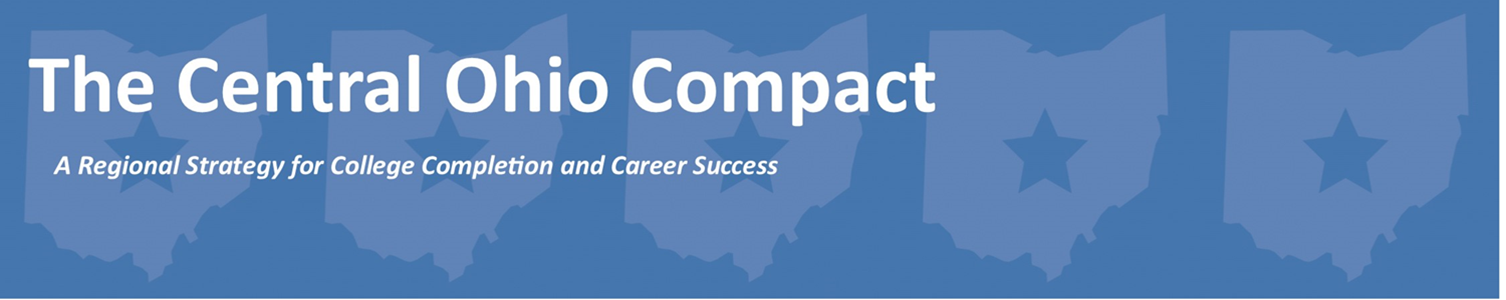 The Central Ohio Compact
A Regional Strategy for College Completion and Career Success